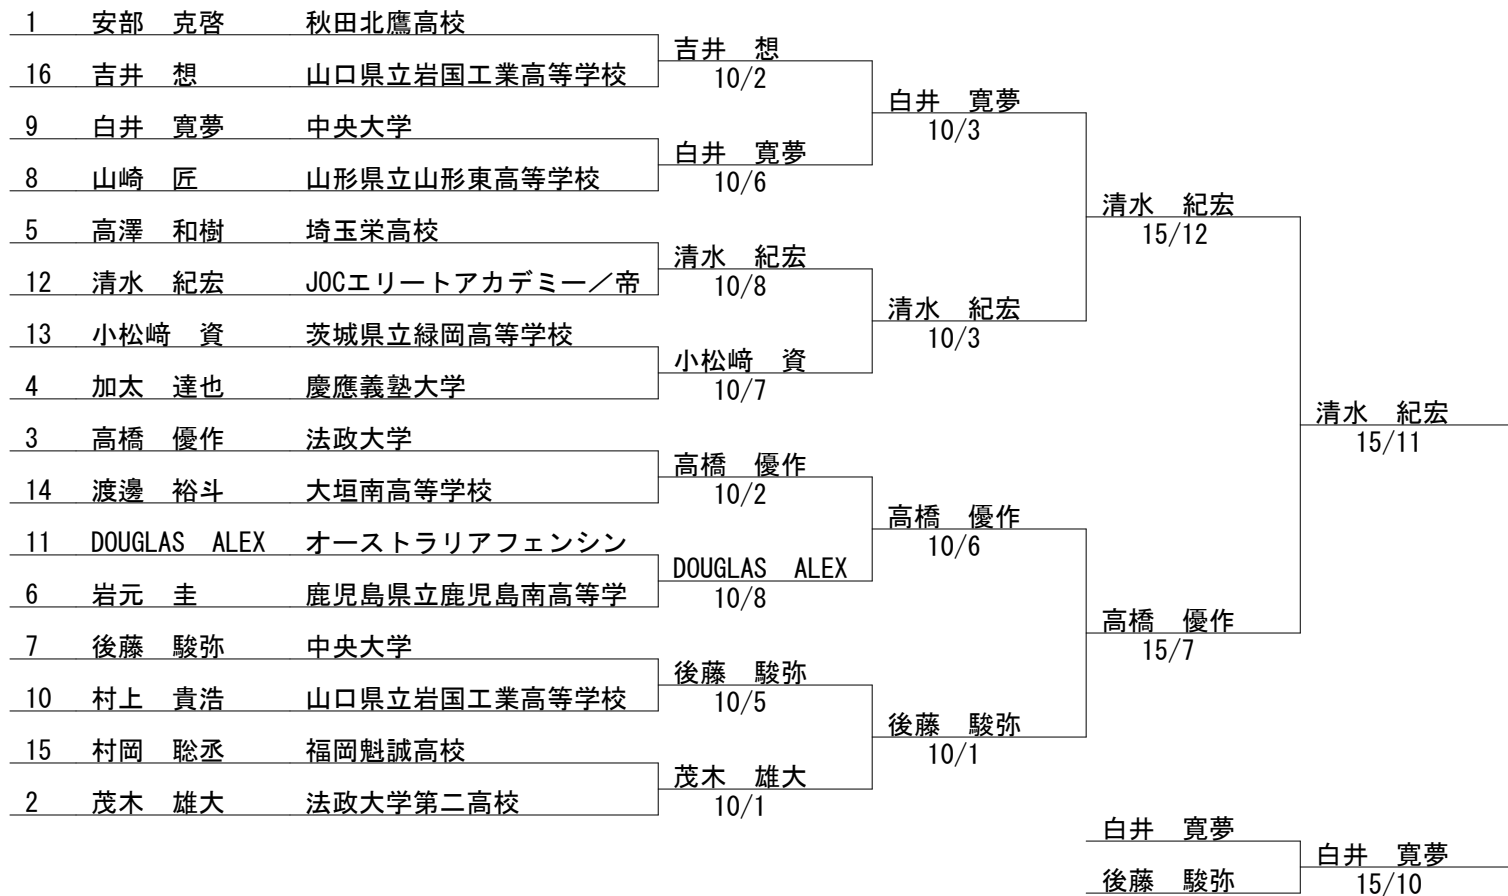 1 安部 克啓 秋田北鷹高校
吉井 想
16 吉井 想 山口県立岩国工業高等学校
10/2
白井 寛夢
9 白井 寛夢 中央大学
10/3
白井 寛夢
8 山崎 匠 山形県立山形東高等学校
10/6
清水 紀宏
5 高澤 和樹 埼玉栄高校
15/12
清水 紀宏
12 清水 紀宏 JOCエリートアカデミー／帝
10/8
清水 紀宏
13 小松﨑 資 茨城県立緑岡高等学校
10/3
小松﨑 資
4 加太 達也 慶應義塾大学
10/7
清水 紀宏
3 高橋 優作 法政大学
15/11
高橋 優作
14 渡邊 裕斗 大垣南高等学校
10/2
高橋 優作
11 DOUGLAS ALEX オーストラリアフェンシン
10/6
DOUGLAS ALEX
6 岩元 圭 鹿児島県立鹿児島南高等学
10/8
高橋 優作
7 後藤 駿弥 中央大学
15/7
後藤 駿弥
10 村上 貴浩 山口県立岩国工業高等学校
10/5
後藤 駿弥
15 村岡 聡丞 福岡魁誠高校
10/1
茂木 雄大
2 茂木 雄大 法政大学第二高校
10/1
白井 寛夢
白井 寛夢
後藤 駿弥
15/10